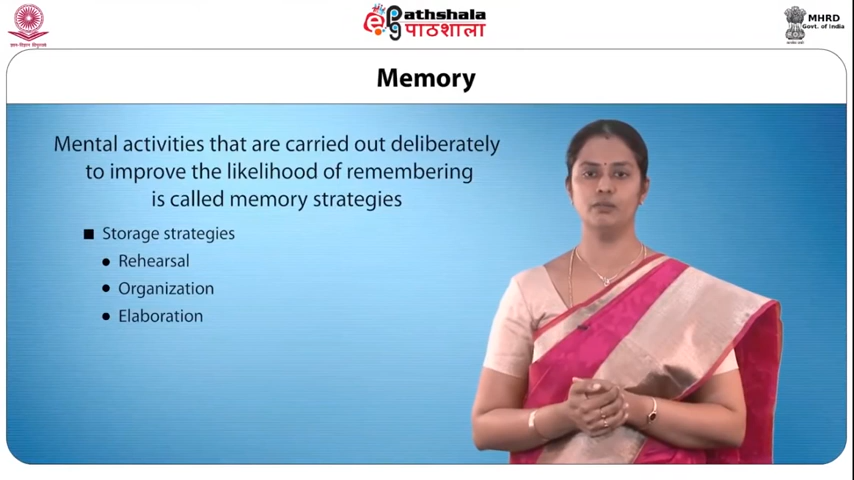 ePathshala
पाठशाला
MHRD
Govt. of India
Memory
Mental activities that are carried out deliberately
to improve the likelihood of remembering
is called memory strategies
■ Storage strategies
● Rehearsal
● Organization
● Elaboration